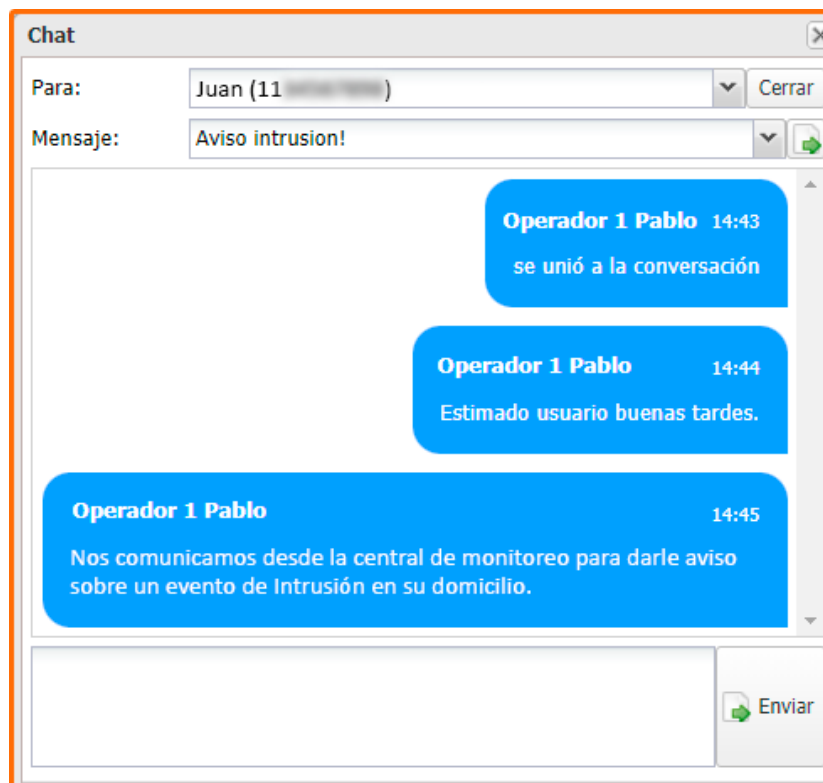 Chat
Para:
Juan (11 )
Cerrar
Mensaje:
Aviso intrusion!
Operador 1 Pablo 14:43
se unió a la conversación
Operador 1 Pablo 14:44
Estimado usuario buenas tardes.
Operador 1 Pablo 14:45
Nos comunicamos desde la central de monitoreo para darle aviso
sobre un evento de Intrusión en su domicilio.
Enviar